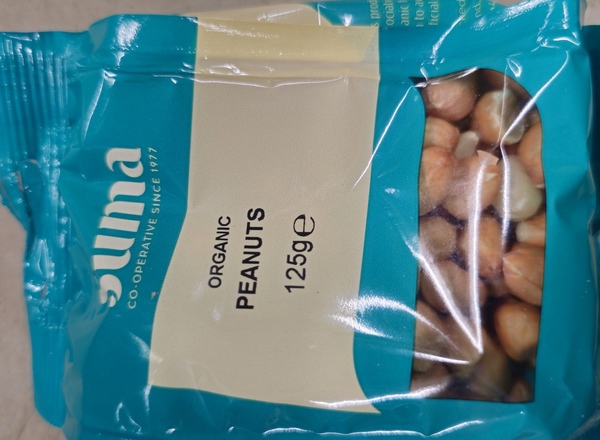 suma
CO-OPERATIVE SINCE 1977
ORGANIC
PEANUTS
125g℮